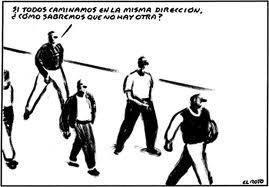 SI TODOS CAMINAMOS EN LA MISMA DIRECCIÓN,
¿CÓMO SABREMOS QUE NO HAY OTRA?
EL ROTO